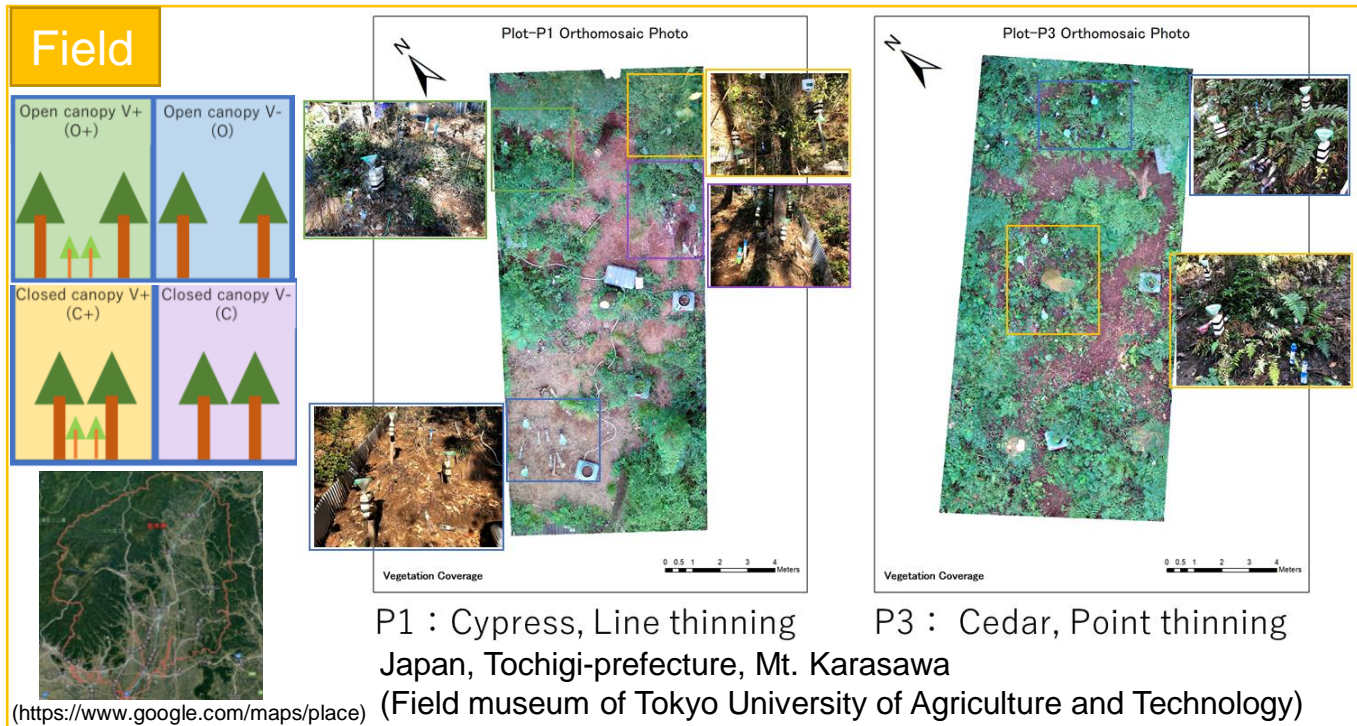 Field
Open canopy V+
(O+)
Open canopy V-
(O)
Closed canopy V+
(C+)
Closed canopy V-
(C)
(https://www.google.com/maps/place)
Plot-P1 Orthomosaic Photo
N
Vegetation Coverage
0 0.5 1 2 3 4
Meters
P1：Cypress, Line thinning
Plot-P3 Orthomosaic Photo
N
Vegetation Coverage
0 0.5 1 2 3 4
Meters
P3： Cedar, Point thinning
Japan, Tochigi-prefecture, Mt. Karasawa
(Field museum of Tokyo University of Agriculture and Technology)